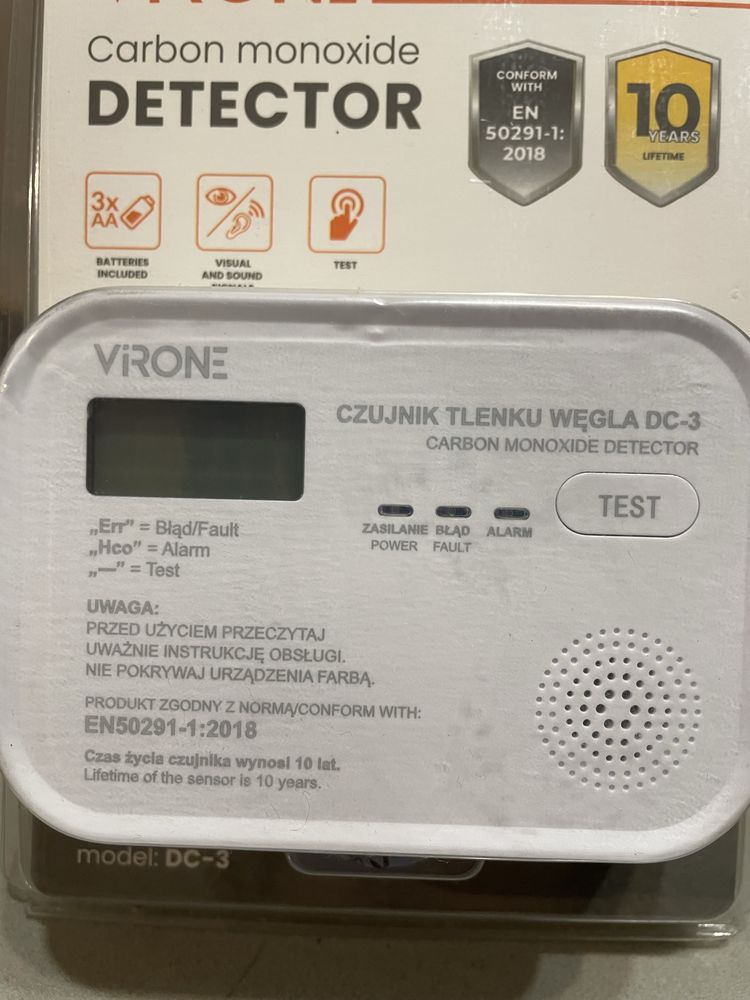 Carbon monoxide
DETECTOR
CONFORM
WITH
EN
50291-1:
2018
10
YEARS
LIFETIME
3x
AA
BATTERIES
INCLUDED
VISUAL
AND SOUND
SIGNALS
TEST
ViRONE
CZUJNIK TLENKU WĘGLA DC-3
CARBON MONOXIDE DETECTOR
TEST
ZASILANIE
POWER
BŁĄD
FAULT
ALARM
„Err” = Błąd/Fault
„Hco” = Alarm
„—” = Test
UWAGA:
PRZED UŻYCIEM PRZECZYTAJ
UWAŻNIE INSTRUKCJĘ OBSŁUGI.
NIE POKRYWAJ URZĄDZENIA FARBĄ.
PRODUKT ZGODNY Z NORMĄ/CONFORM WITH:
EN50291-1:2018
Czas życia czujnika wynosi 10 lat.
Lifetime of the sensor is 10 years.
model: DC-3